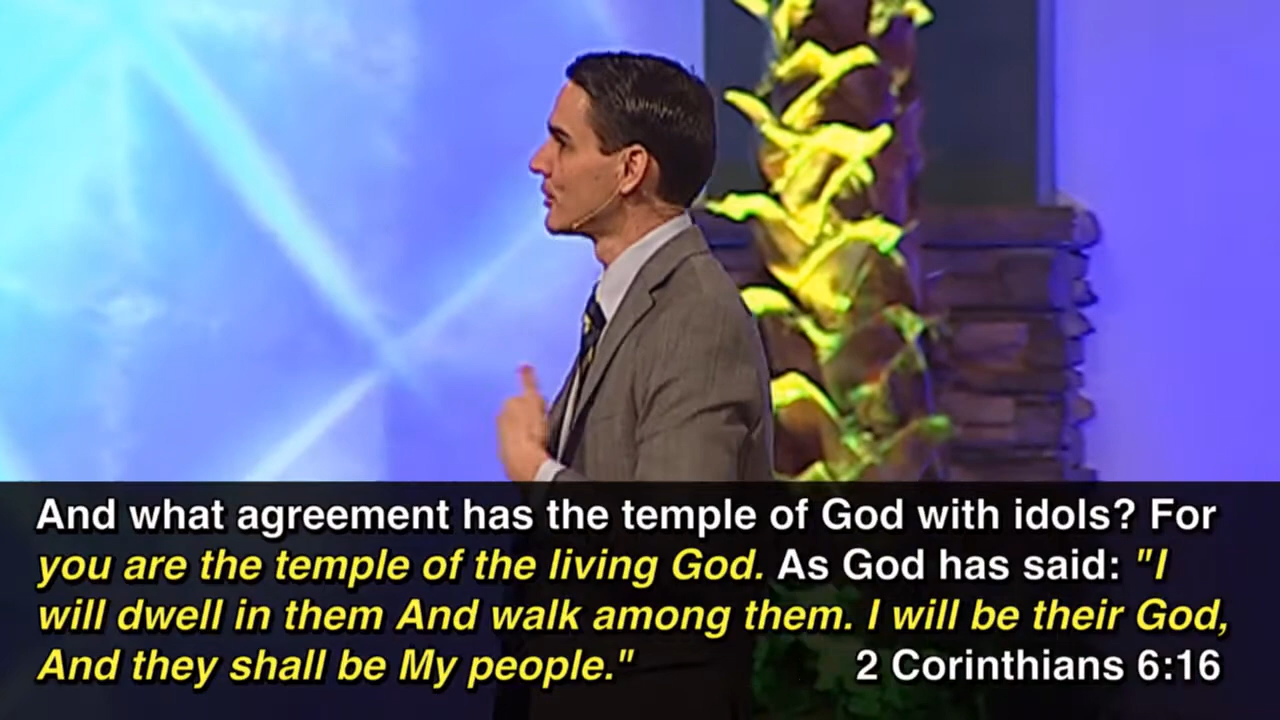 And what agreement has the temple of God with idols? For
you are the temple of the living God. As God has said: "I
will dwell in them And walk among them. I will be their God,
And they shall be My people." 2 Corinthians 6:16